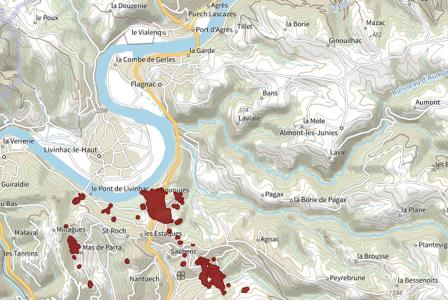 Agrès
la Douzenie
le Poux
Puech Lascazes
la Borie
Mazac
le Vialenq
Port d'Agrès
Tillet
Ginouilhac
la Garde
la Combe de Gerles
Flagnac
Bans
Ruisseau d'Aumont
Aumont
Laviale
la Mole
Almont-les-Junies
la Verrerie
Livinhac-le-Haut
Laval
Guiraldie
le Pont de Livinhac
Pagax
la Borie de Pagax
la Plane
Malaval
St-Roch
les Estaques
Agnac
les Tannins
Mas de Parra
la Brousse
Nantuech
Peyrebrune
la Bessenoits